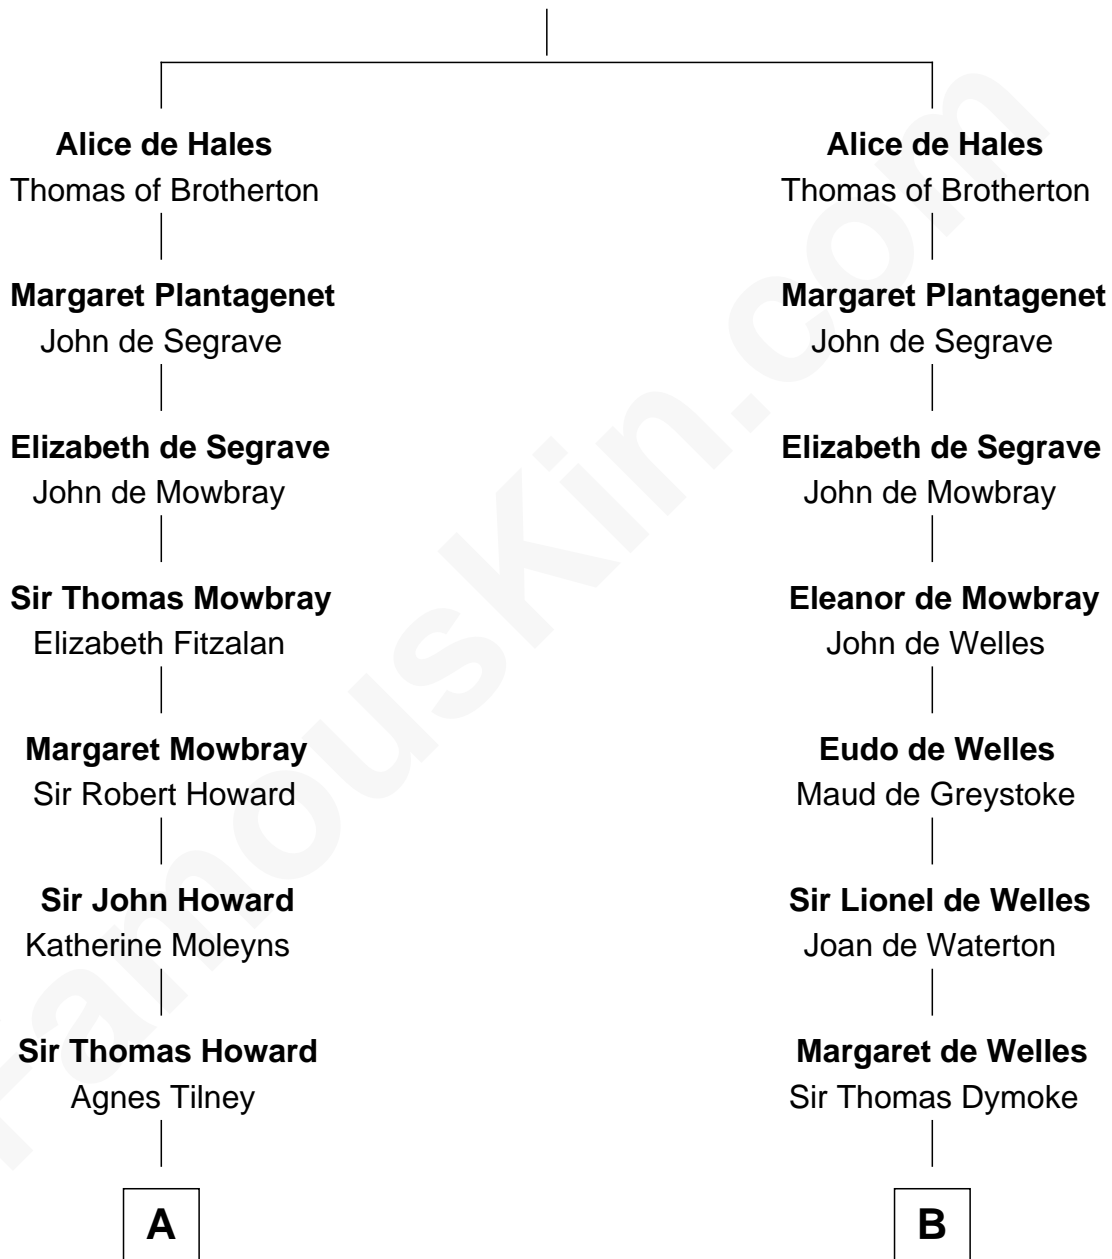 Alice de Hales
Thomas of Brotherton
Margaret Plantagenet
John de Segrave
Elizabeth de Segrave
John de Mowbray
Sir Thomas Mowbray
Elizabeth Fitzalan
Margaret Mowbray
Sir Robert Howard
Sir John Howard
Katherine Moleyns
Sir Thomas Howard
Agnes Tilney
A
Alice de Hales
Thomas of Brotherton
Margaret Plantagenet
John de Segrave
Elizabeth de Segrave
John de Mowbray
Eleanor de Mowbray
John de Welles
Eudo de Welles
Maud de Greystoke
Sir Lionel de Welles
Joan de Waterton
Margaret de Welles
Sir Thomas Dymoke
B
FamousKin.com